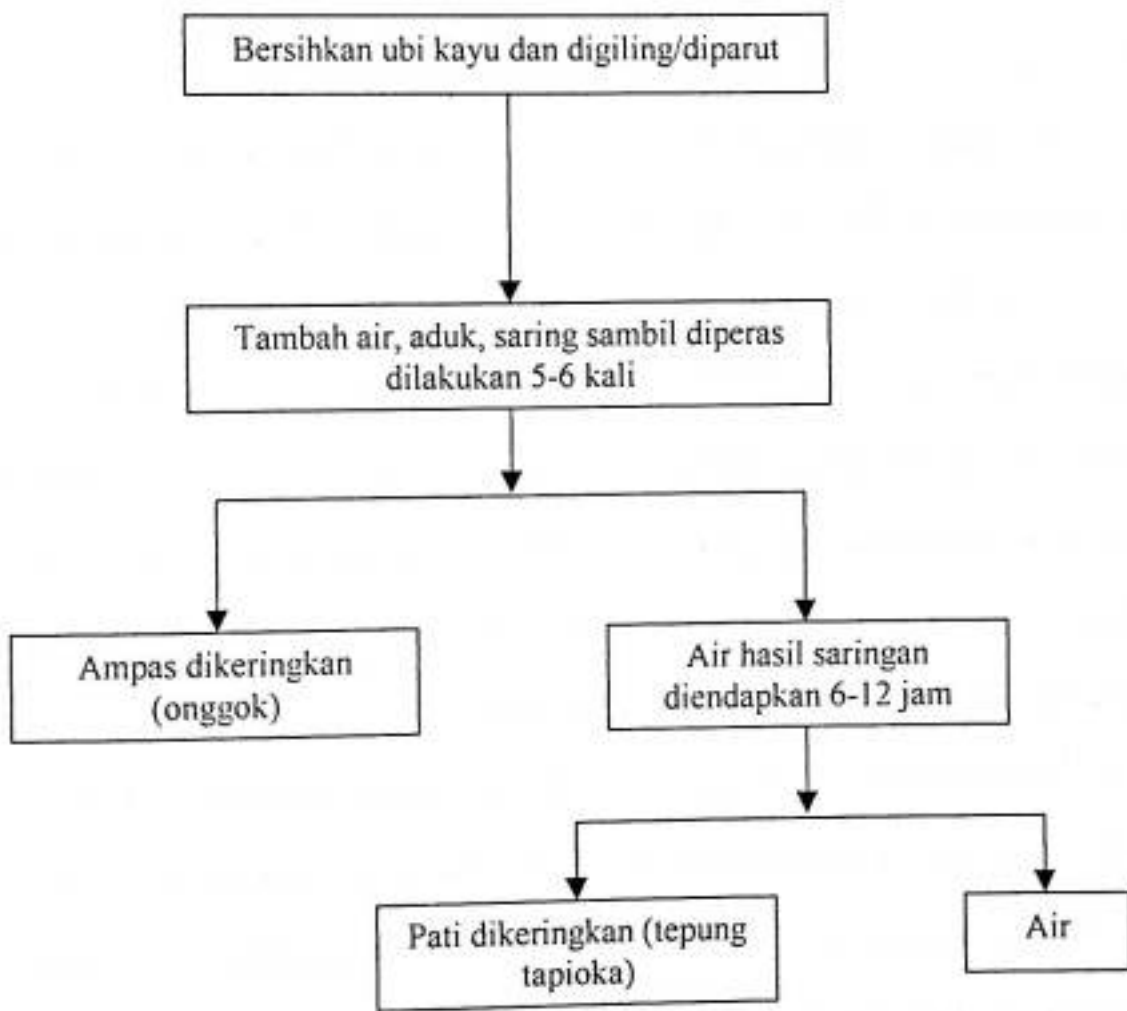 Bersihkan ubi kayu dan digiling/diparut
Tambah air, aduk, saring sambil diperas
dilakukan 5-6 kali
Ampas dikeringkan
(onggok)
Air hasil saringan
diendapkan 6-12 jam
Pati dikeringkan (tepung
tapioka)
Air